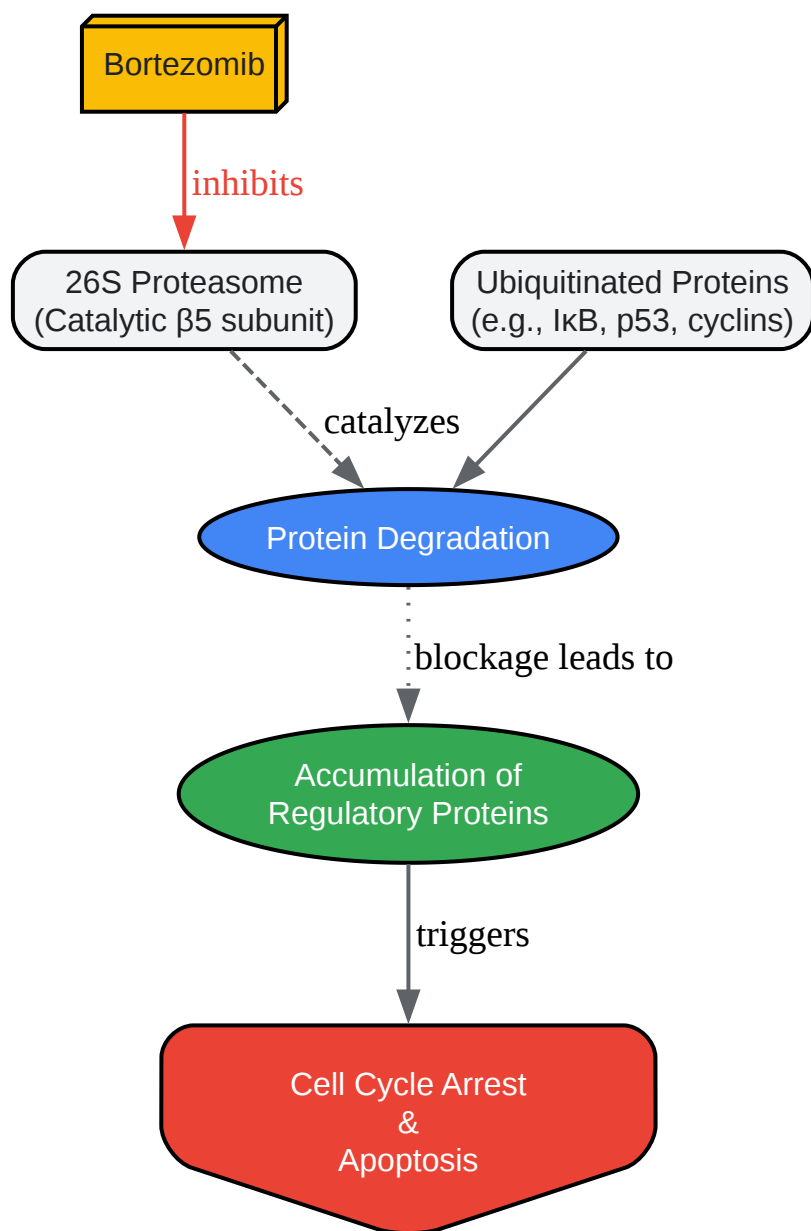 Bortezomib
inhibits
26S Proteasome
(Catalytic β5 subunit)
Ubiquitinated Proteins
(e.g., IκB, p53, cyclins)
catalyzes
Protein Degradation
blockage leads to
Accumulation of
Regulatory Proteins
triggers
Cell Cycle Arrest
&
Apoptosis